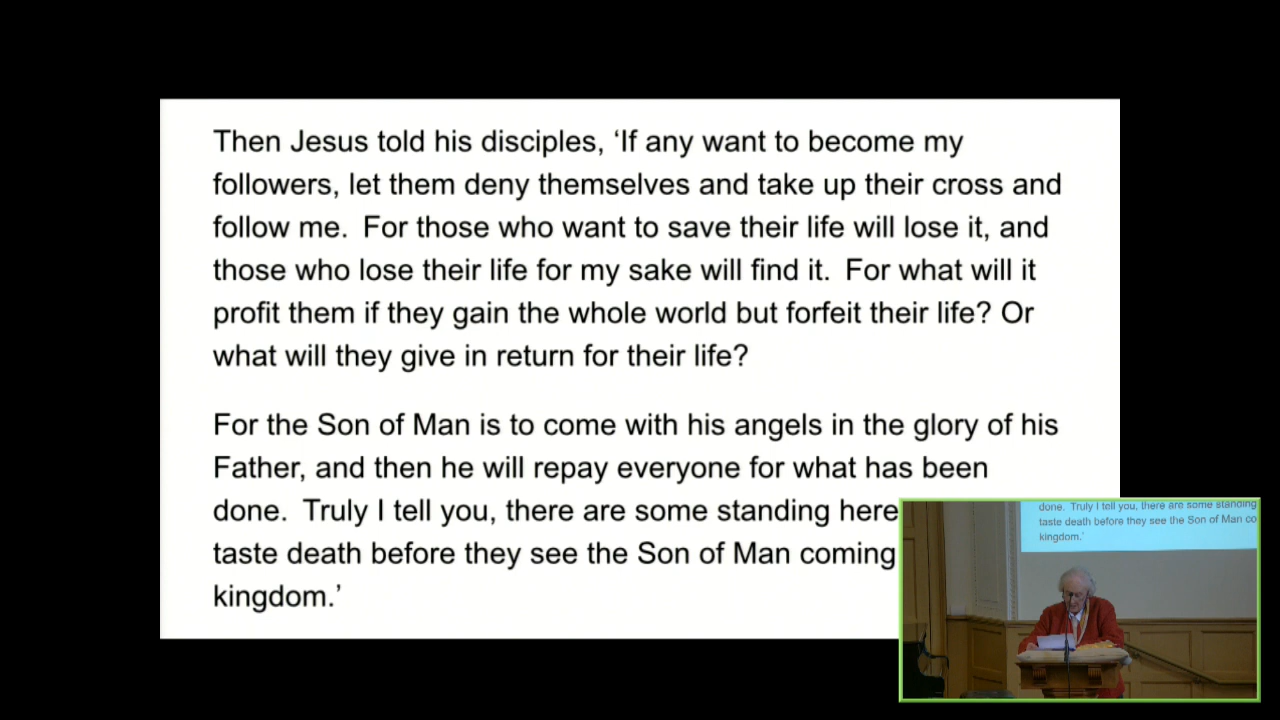 Then Jesus told his disciples, ‘If any want to become my
followers, let them deny themselves and take up their cross and
follow me.  For those who want to save their life will lose it, and
those who lose their life for my sake will find it.  For what will it
profit them if they gain the whole world but forfeit their life? Or
what will they give in return for their life?
For the Son of Man is to come with his angels in the glory of his
Father, and then he will repay everyone for what has been
done.  Truly I tell you, there are some standing here
taste death before they see the Son of Man coming
kingdom.’
done. Truly I tell you, there are some standing
taste death before they see the Son of Man co
kingdom.’